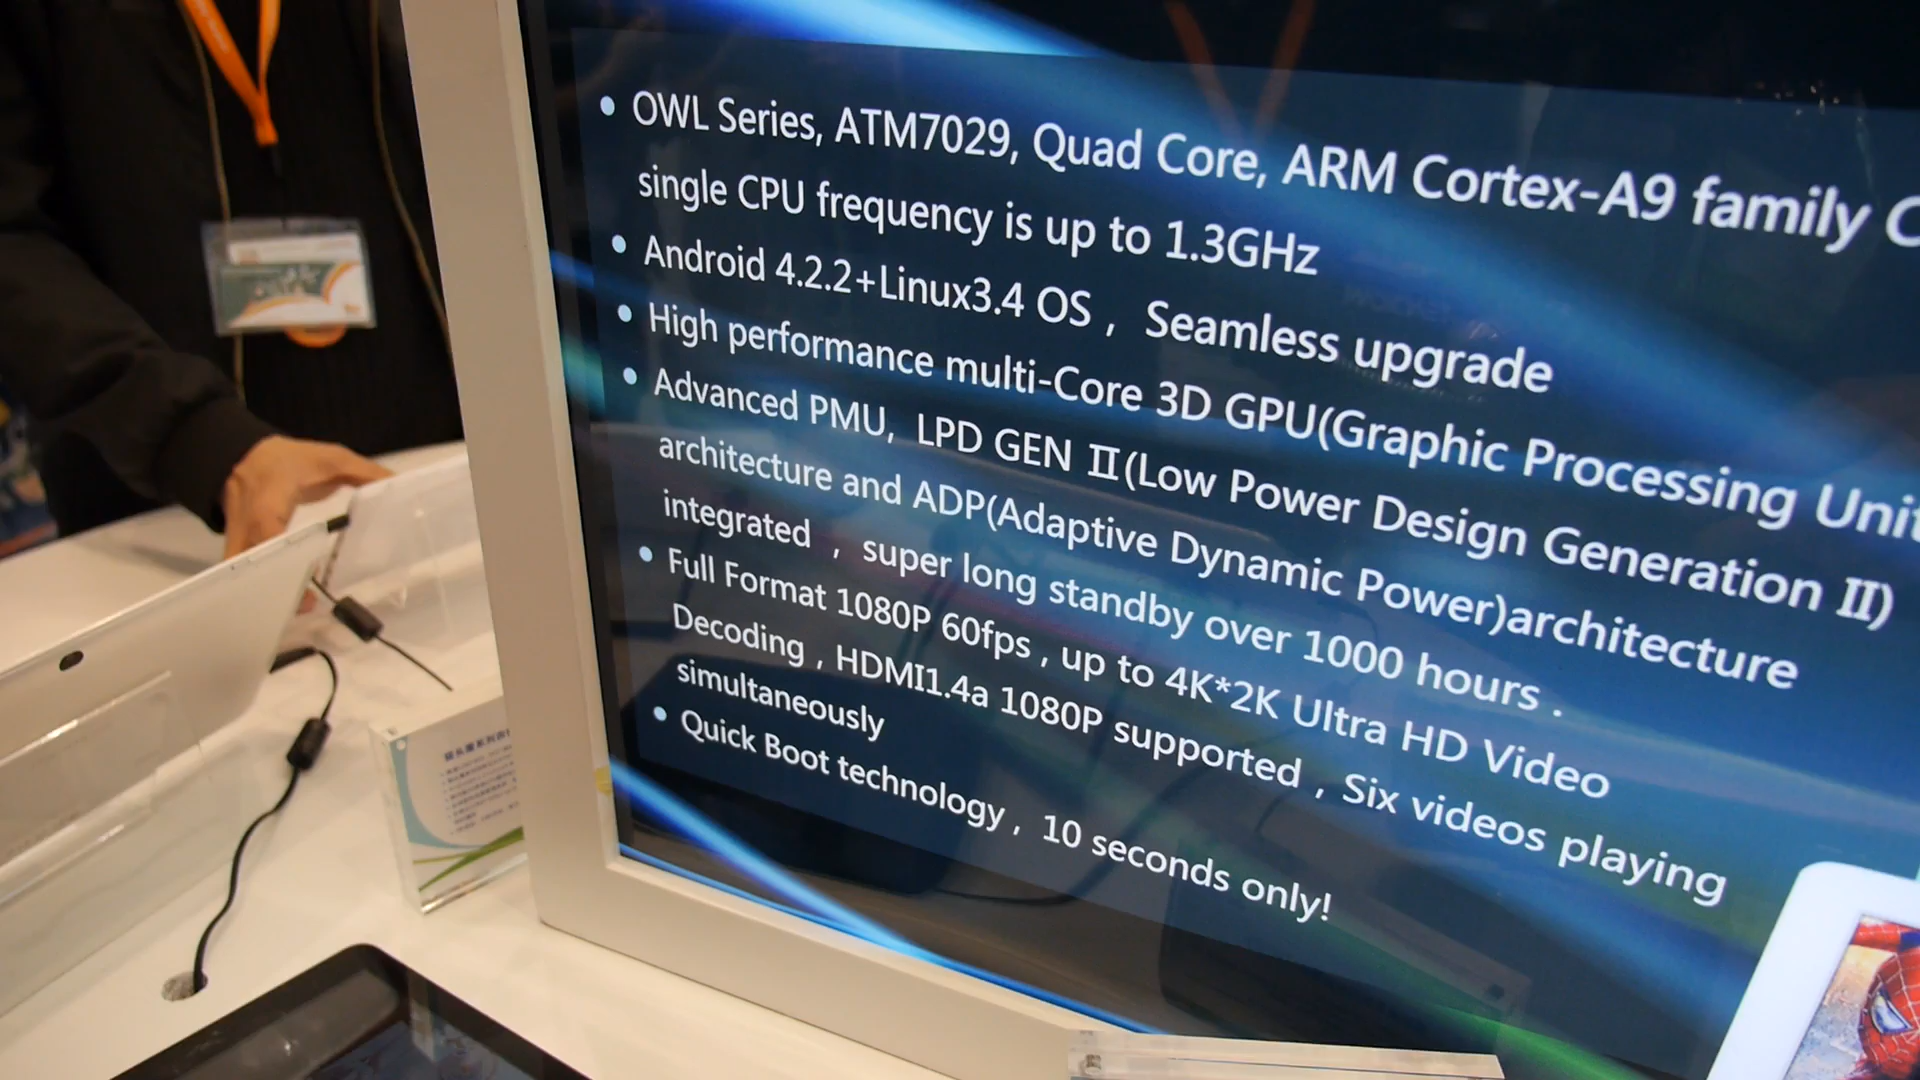 • OWL Series, ATM7029, Quad Core, ARM Cortex-A9 family
single CPU frequency is up to 1.3GHz
• Android 4.2.2+Linux3.4 OS , Seamless upgrade
• High performance multi-Core 3D GPU(Graphic Processing Unit
• Advanced PMU, LPD GEN Ⅱ(Low Power Design Generation Ⅱ)
architecture and ADP(Adaptive Dynamic Power)architecture
integrated , super long standby over 1000 hours .
• Full Format 1080P 60fps , up to 4K*2K Ultra HD Video
Decoding , HDMI1.4a 1080P supported , Six videos playing
simultaneously
• Quick Boot technology , 10 seconds only!